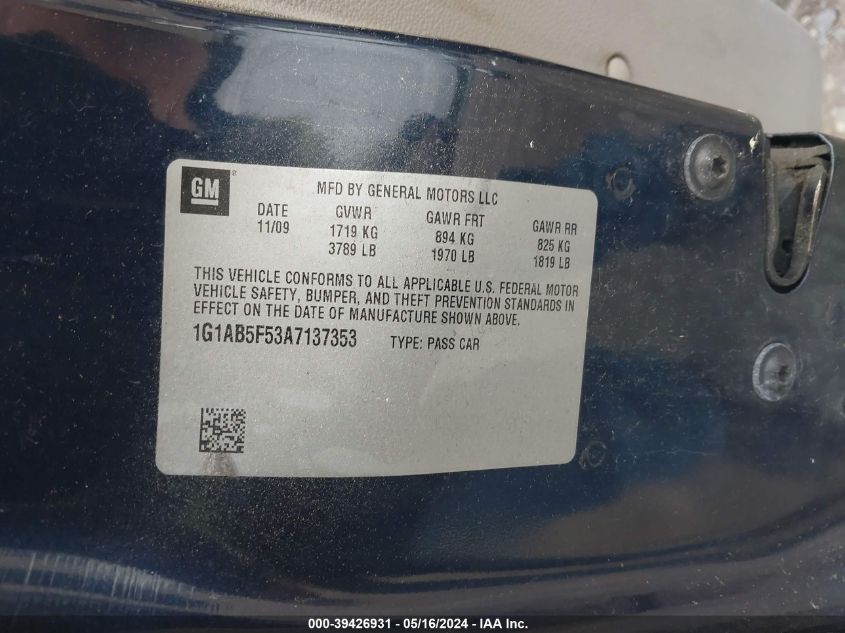 GM ®
MFD BY GENERAL MOTORS LLC
DATE GVWR GAWR FRT GAWR RR
11/09 1719 KG 894 KG 825 KG
3789 LB 1970 LB 1819 LB
THIS VEHICLE CONFORMS TO ALL APPLICABLE U.S. FEDERAL MOTOR
VEHICLE SAFETY, BUMPER, AND THEFT PREVENTION STANDARDS IN
EFFECT ON THE DATE OF MANUFACTURE SHOWN ABOVE.
1G1AB5F53A7137353 TYPE: PASS CAR
000-39426931 - 05/16/2024 - IAA Inc.